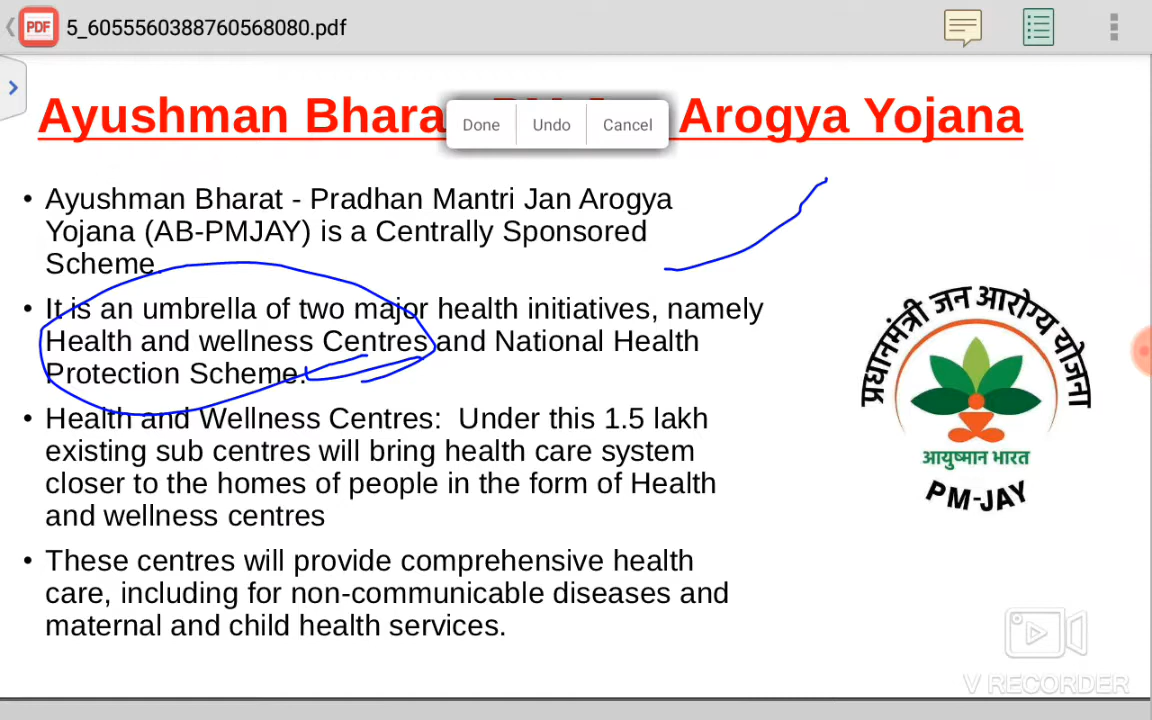 5_6055560388760568080.pdf
PDF
Ayushman Bhara Arogya Yojana
Done Undo Cancel
• Ayushman Bharat - Pradhan Mantri Jan Arogya
Yojana (AB-PMJAY) is a Centrally Sponsored
Scheme.
• It is an umbrella of two major health initiatives, namely
Health and wellness Centres and National Health
Protection Scheme.
• Health and Wellness Centres: Under this 1.5 lakh
existing sub centres will bring health care system
closer to the homes of people in the form of Health
and wellness centres
• These centres will provide comprehensive health
care, including for non-communicable diseases and
maternal and child health services.
प्रधानमंत्री जन आरोग्य योजना
आयुष्मान भारत
PM-JAY
V RECORDER